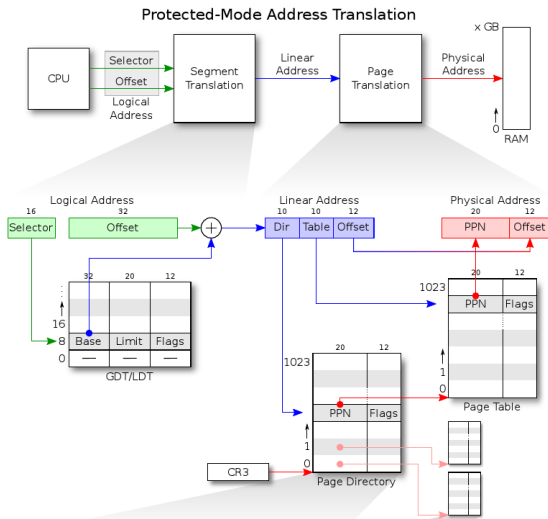 Protected-Mode Address Translation
x GB
CPU
Selector
Offset
Logical
Address
Segment
Translation
Linear
Address
Page
Translation
Physical
Address
0
RAM
Logical Address
Linear Address
Physical Address
16
32
10
10
12
20
12
Selector
Offset
+
Dir
Table
Offset
PPN
Offset
32
20
12
:
16
8
0
Base
Limit
Flags
GDT/LDT
20
12
1023
PPN
Flags
1
0
Page Table
20
12
1023
PPN
Flags
1
0
Page Directory
CR3